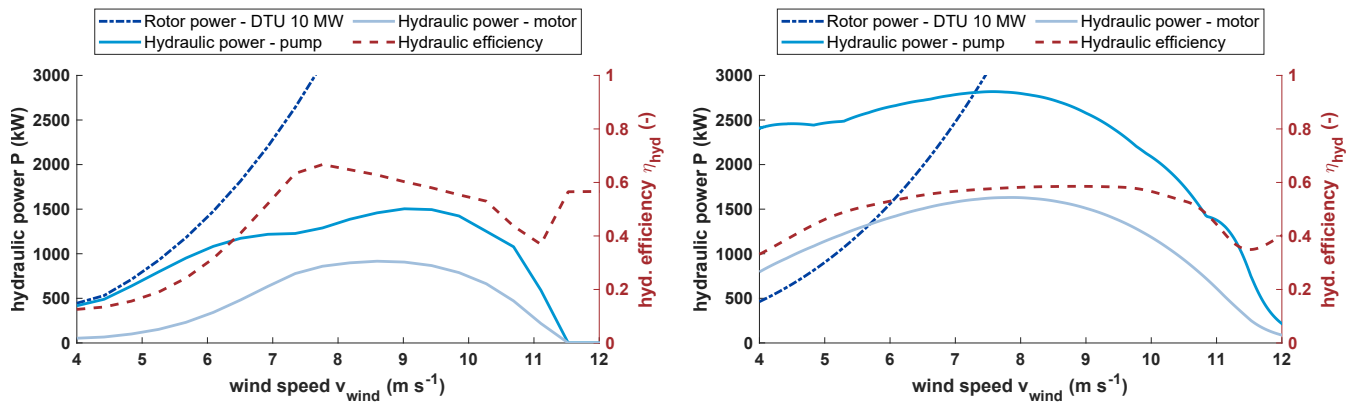 Rotor power - DTU 10 MW
Hydraulic power - motor
Hydraulic power - pump
Hydraulic efficiency
3000
2500
2000
1500
1000
500
0
hydraulic power P (kW)
1
0.8
0.6
0.4
0.2
0
hyd. efficiency η_hyd (-)
4 5 6 7 8 9 10 11 12
wind speed v_wind (m s⁻¹)
Rotor power - DTU 10 MW
Hydraulic power - motor
Hydraulic power - pump
Hydraulic efficiency
3000
2500
2000
1500
1000
500
0
hydraulic power P (kW)
1
0.8
0.6
0.4
0.2
0
hyd. efficiency η_hyd (-)
4 5 6 7 8 9 10 11 12
wind speed v_wind (m s⁻¹)